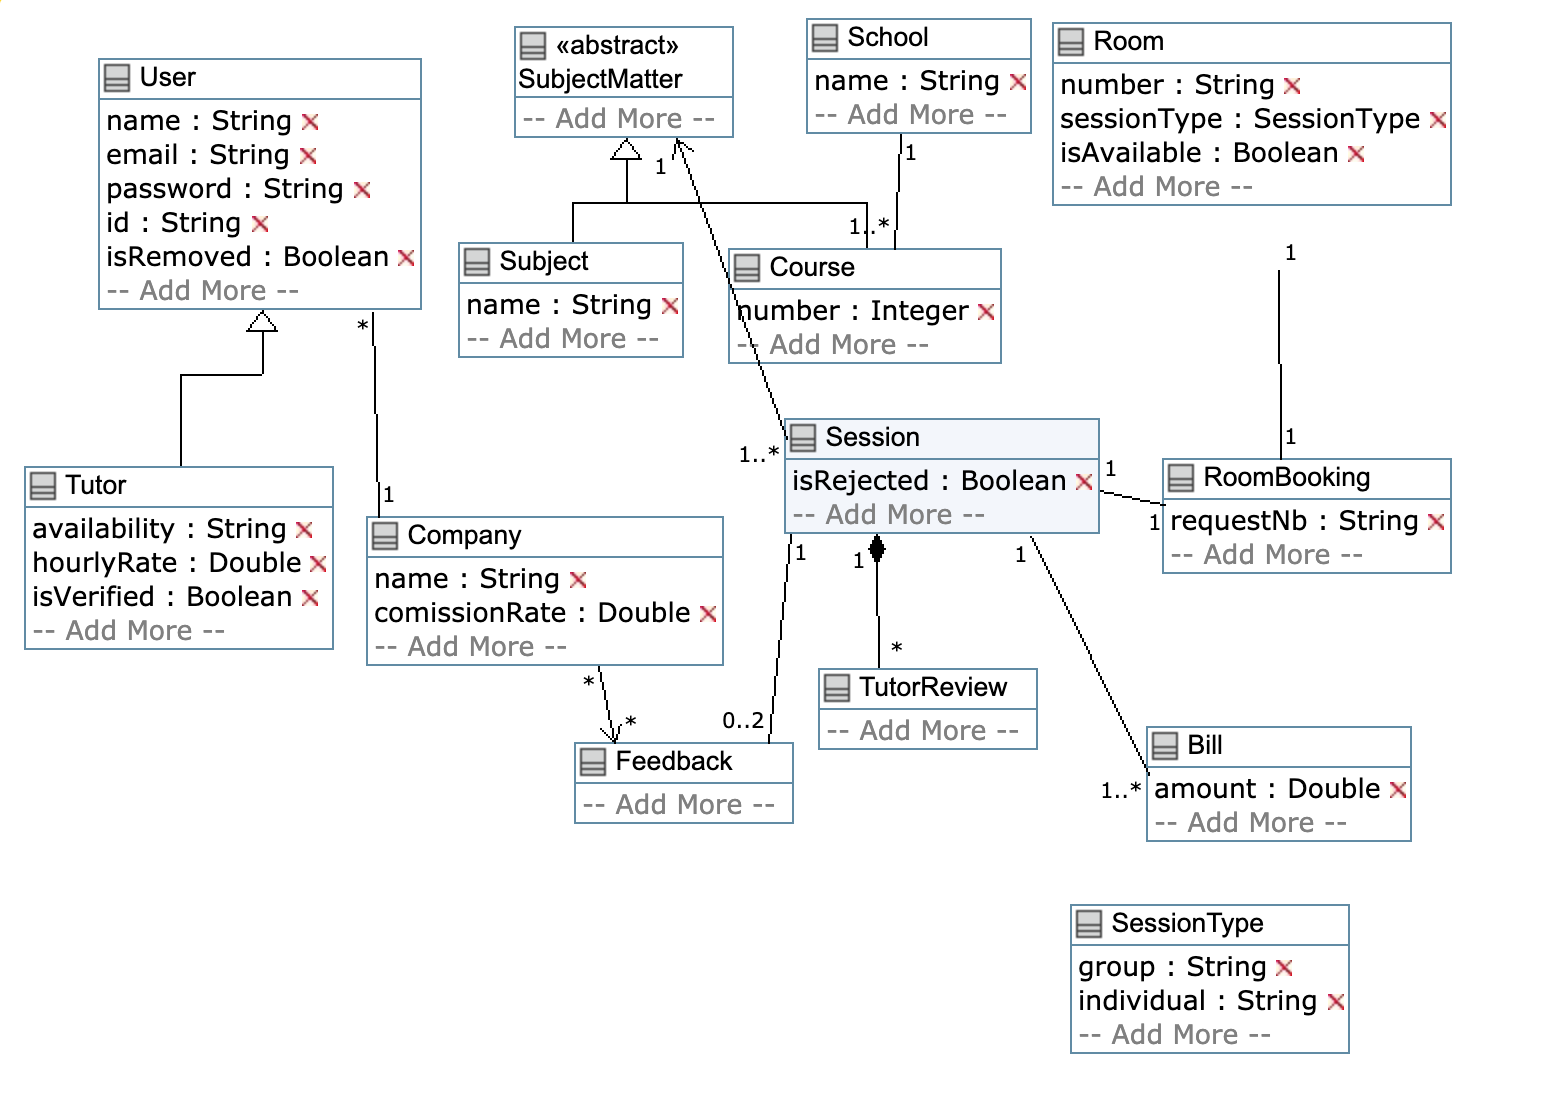 User
name : String
email : String
password : String
id : String
isRemoved : Boolean
-- Add More --
«abstract»
SubjectMatter
-- Add More --
School
name : String
-- Add More --
Room
number : String
sessionType : SessionType
isAvailable : Boolean
-- Add More --
1
1
1..*
1
Subject
name : String
-- Add More --
Course
number : Integer
-- Add More --
*
1
1..*
1
Session
isRejected : Boolean
-- Add More --
1
1
RoomBooking
requestNb : String
-- Add More --
Tutor
availability : String
hourlyRate : Double
isVerified : Boolean
-- Add More --
1
Company
name : String
comissionRate : Double
-- Add More --
1
1
1
*
*
*
0..2
TutorReview
-- Add More --
Feedback
-- Add More --
1..*
Bill
amount : Double
-- Add More --
SessionType
group : String
individual : String
-- Add More --